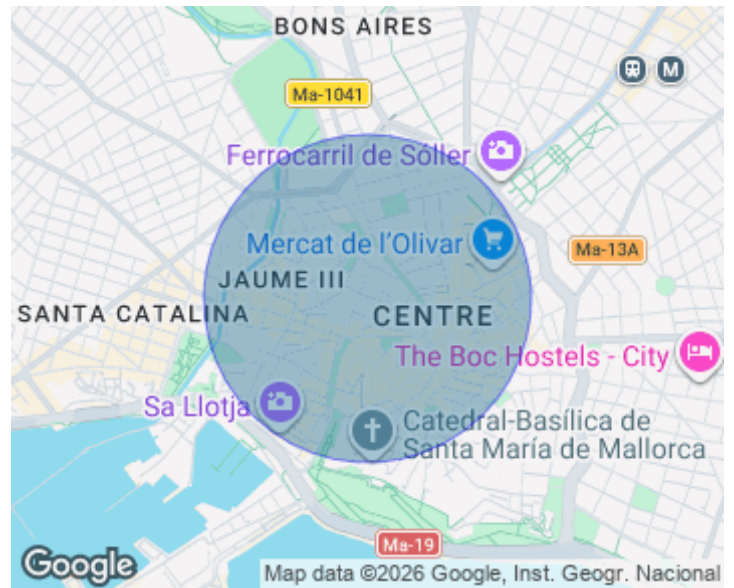 BONS AIRES
M
Ma-1041
Ferrocarril de Sóller
Mercat de l'Olivar
Ma-13A
JAUME III
SANTA CATALINA
CENTRE
The Boc Hostels - City
Sa Llotja
Catedral-Basílica de
Santa María de Mallorca
Ma-19
Google
Map data ©2026 Google, Inst. Geogr. Nacional